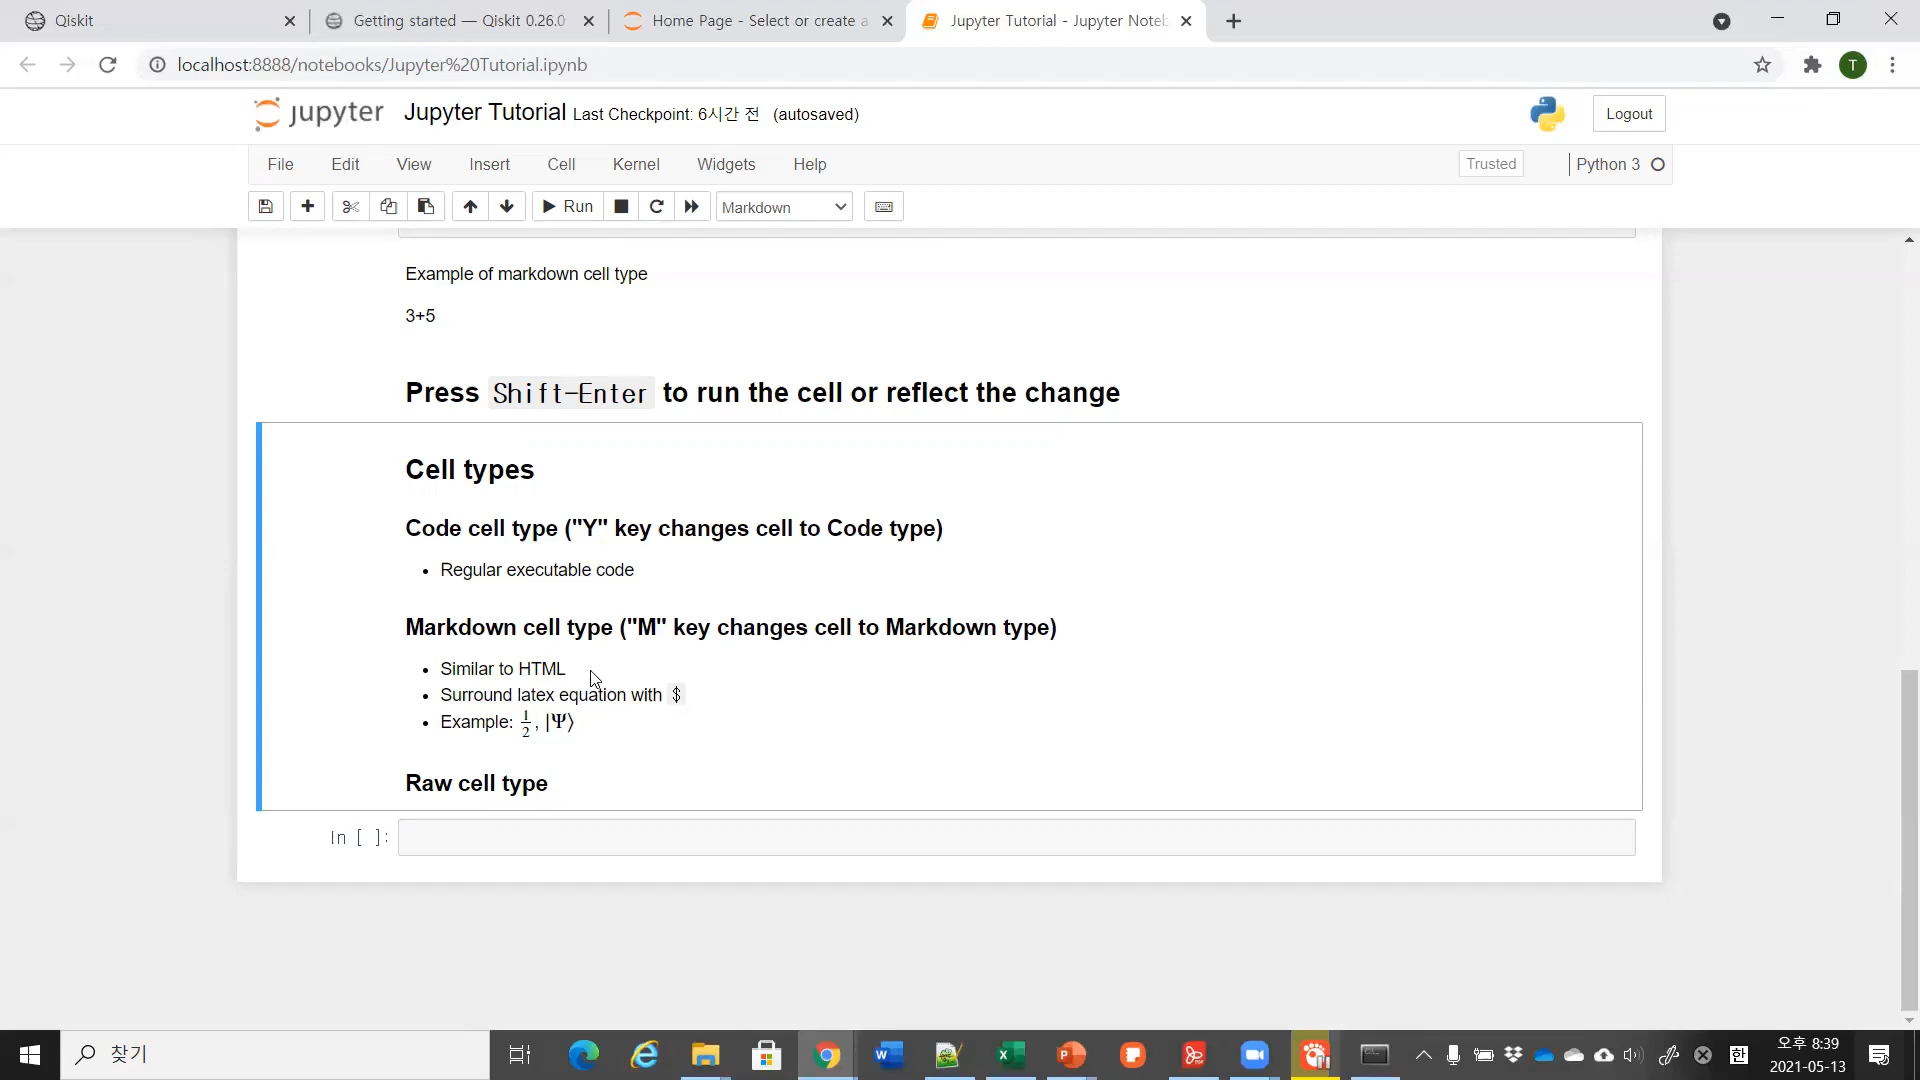 Qiskit
Getting started — Qiskit 0.26.0
Home Page - Select or create a
Jupyter Tutorial - Jupyter Noteb
localhost:8888/notebooks/Jupyter%20Tutorial.ipynb
T
jupyter
Jupyter Tutorial Last Checkpoint: 6시간 전 (autosaved)
Logout
File Edit View Insert Cell Kernel Widgets Help
Trusted
Python 3
Run
Markdown
Example of markdown cell type
3+5
Press Shift-Enter to run the cell or reflect the change
Cell types
Code cell type ("Y" key changes cell to Code type)
• Regular executable code
Markdown cell type ("M" key changes cell to Markdown type)
• Similar to HTML
• Surround latex equation with $
• Example: 1/2, |Ψ⟩
Raw cell type
In [ ]:
찾기
한
오후 8:39
2021-05-13